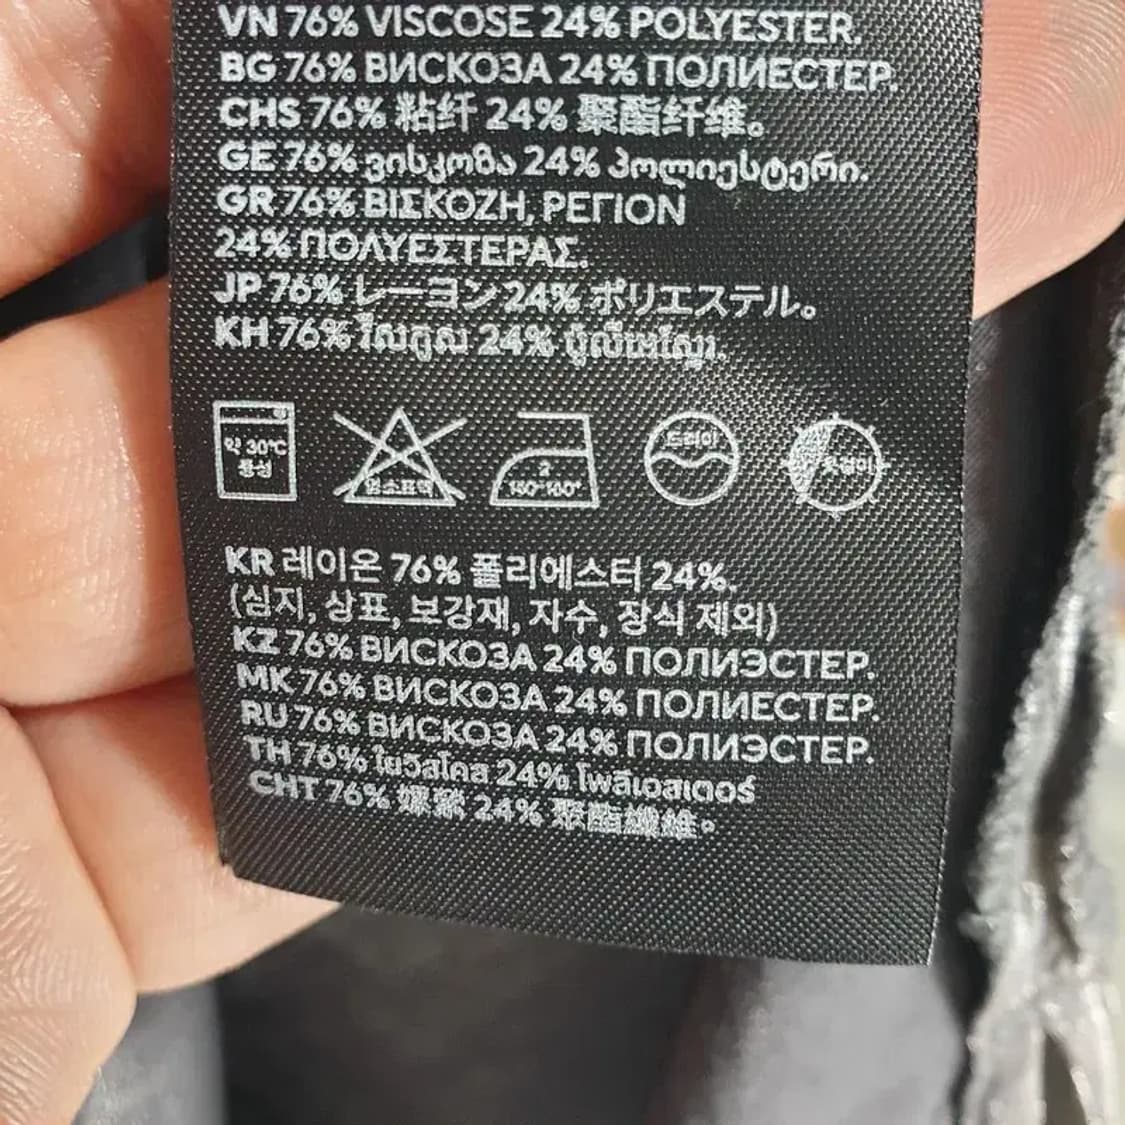 VN 76% VISCOSE 24% POLYESTER.
BG 76% ВИСКОЗА 24% ПОЛИЕСТЕР.
CHS 76% 粘纤 24% 聚酯纤维。
GE 76% ვისკოზა 24% პოლიესტერი.
GR 76% ΒΙΣΚΟΖΗ, ΡΕΓΙΟΝ
24% ΠΟΛΥΕΣΤΕΡΑΣ.
JP 76% レーヨン 24% ポリエステル。
KH 76% 24%
약 30°C
중성
염소표백
2
드라이
옷걸이
KR 레이온 76% 폴리에스터 24%.
(심지, 상표, 보강재, 자수, 장식 제외)
KZ 76% ВИСКОЗА 24% ПОЛИЭСТЕР.
MK 76% ВИСКОЗА 24% ПОЛИЕСТЕР.
RU 76% ВИСКОЗА 24% ПОЛИЭСТЕР.
TH 76% ใยวิสโคส 24% โพลิเอสเตอร์
CHT 76% 嫘縈 24% 聚酯纖維。